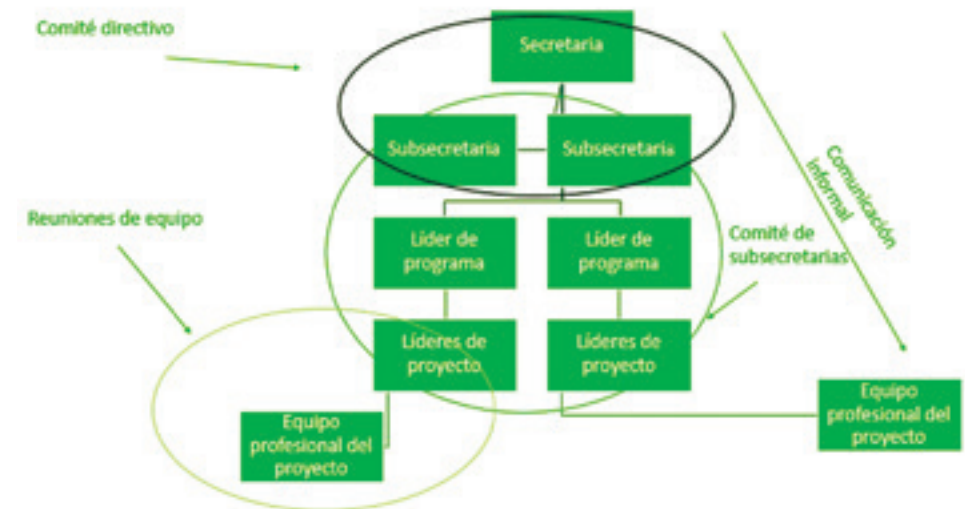 Comité directivo
Secretaria
Subsecretaria
Subsecretaria
Comunicación
informal
Reuniones de equipo
Líder de
programa
Líder de
programa
Comité de
subsecretarias
Líderes de
proyecto
Líderes de
proyecto
Equipo
profesional del
proyecto
Equipo
profesional del
proyecto